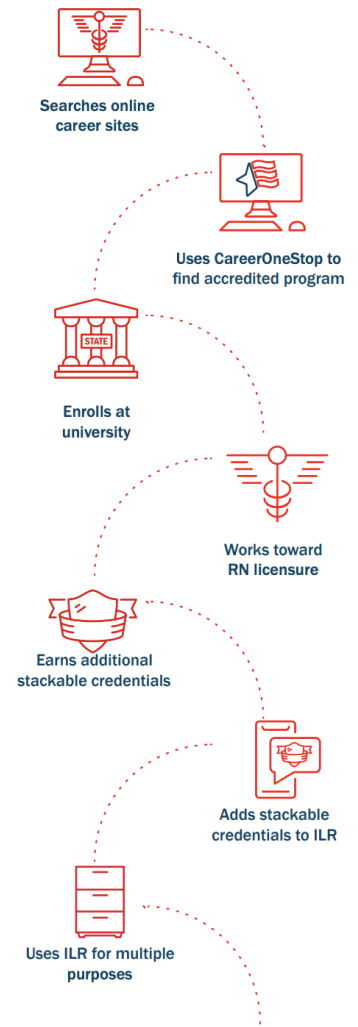 Searches online
career sites
Uses CareerOneStop to
find accredited program
STATE
Enrolls at
university
Works toward
RN licensure
Earns additional
stackable credentials
Adds stackable
credentials to ILR
Uses ILR for multiple
purposes